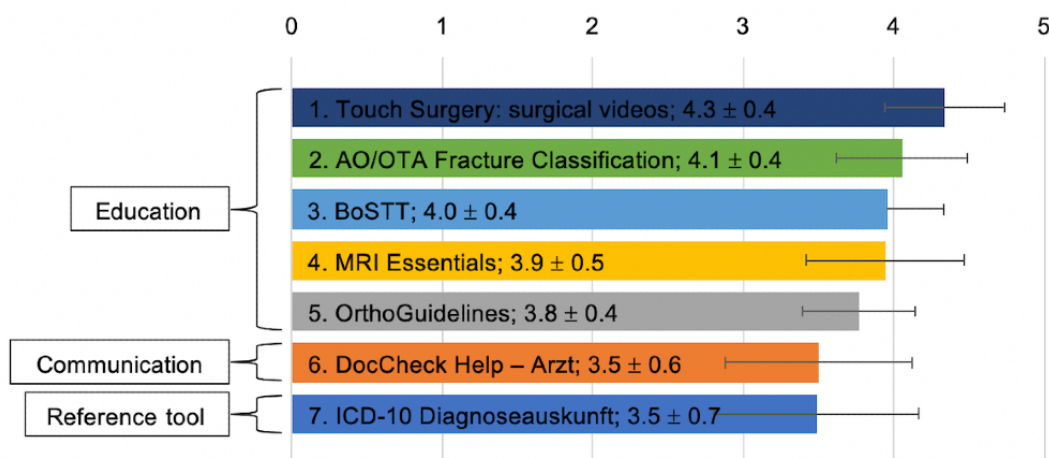 0 1 2 3 4 5
1. Touch Surgery: surgical videos; 4.3 ± 0.4
2. AO/OTA Fracture Classification; 4.1 ± 0.4
Education
3. BoSTT; 4.0 ± 0.4
4. MRI Essentials; 3.9 ± 0.5
5. OrthoGuidelines; 3.8 ± 0.4
Communication
6. DocCheck Help – Arzt; 3.5 ± 0.6
Reference tool
7. ICD-10 Diagnoseauskunft; 3.5 ± 0.7